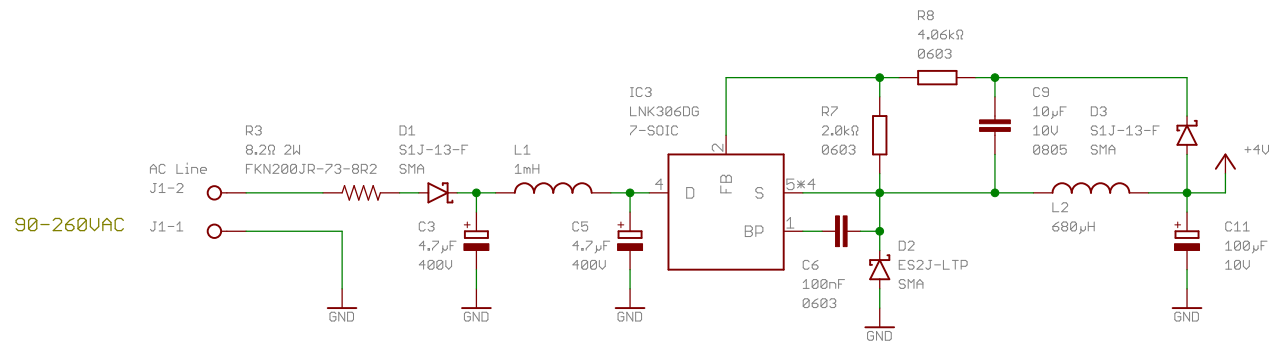 R8
4.06kΩ
0603
IC3
LNK306DG
7-SOIC
R7
2.0kΩ
0603
C9
10µF
10V
0805
D3
S1J-13-F
SMA
+4V
R3
8.2Ω 2W
FKN200JR-73-8R2
D1
S1J-13-F
SMA
L1
1mH
AC Line
J1-2
90-260VAC
J1-1
2
FB
4
D
S
5*4
BP
1
C3
4.7µF
400V
C5
4.7µF
400V
C6
100nF
0603
D2
ES2J-LTP
SMA
L2
680µH
C11
100µF
10V
GND
GND
GND
GND
GND